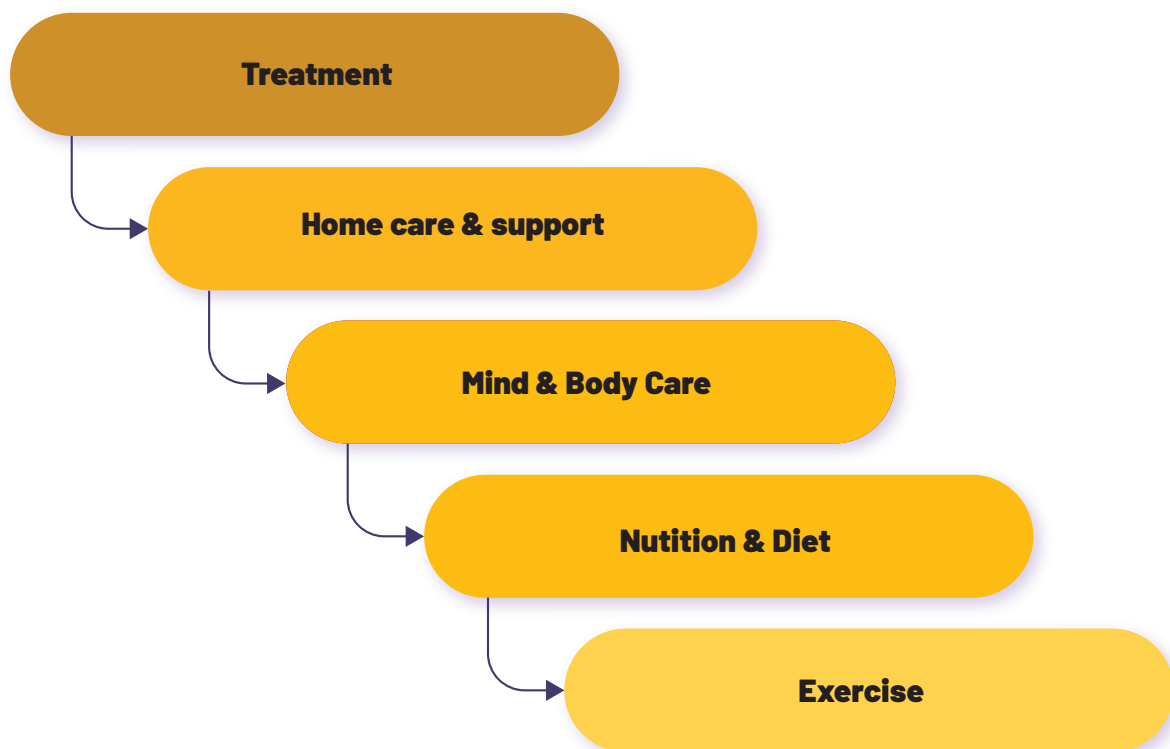 Treatment
Home care & support
Mind & Body Care
Nutition & Diet
Exercise